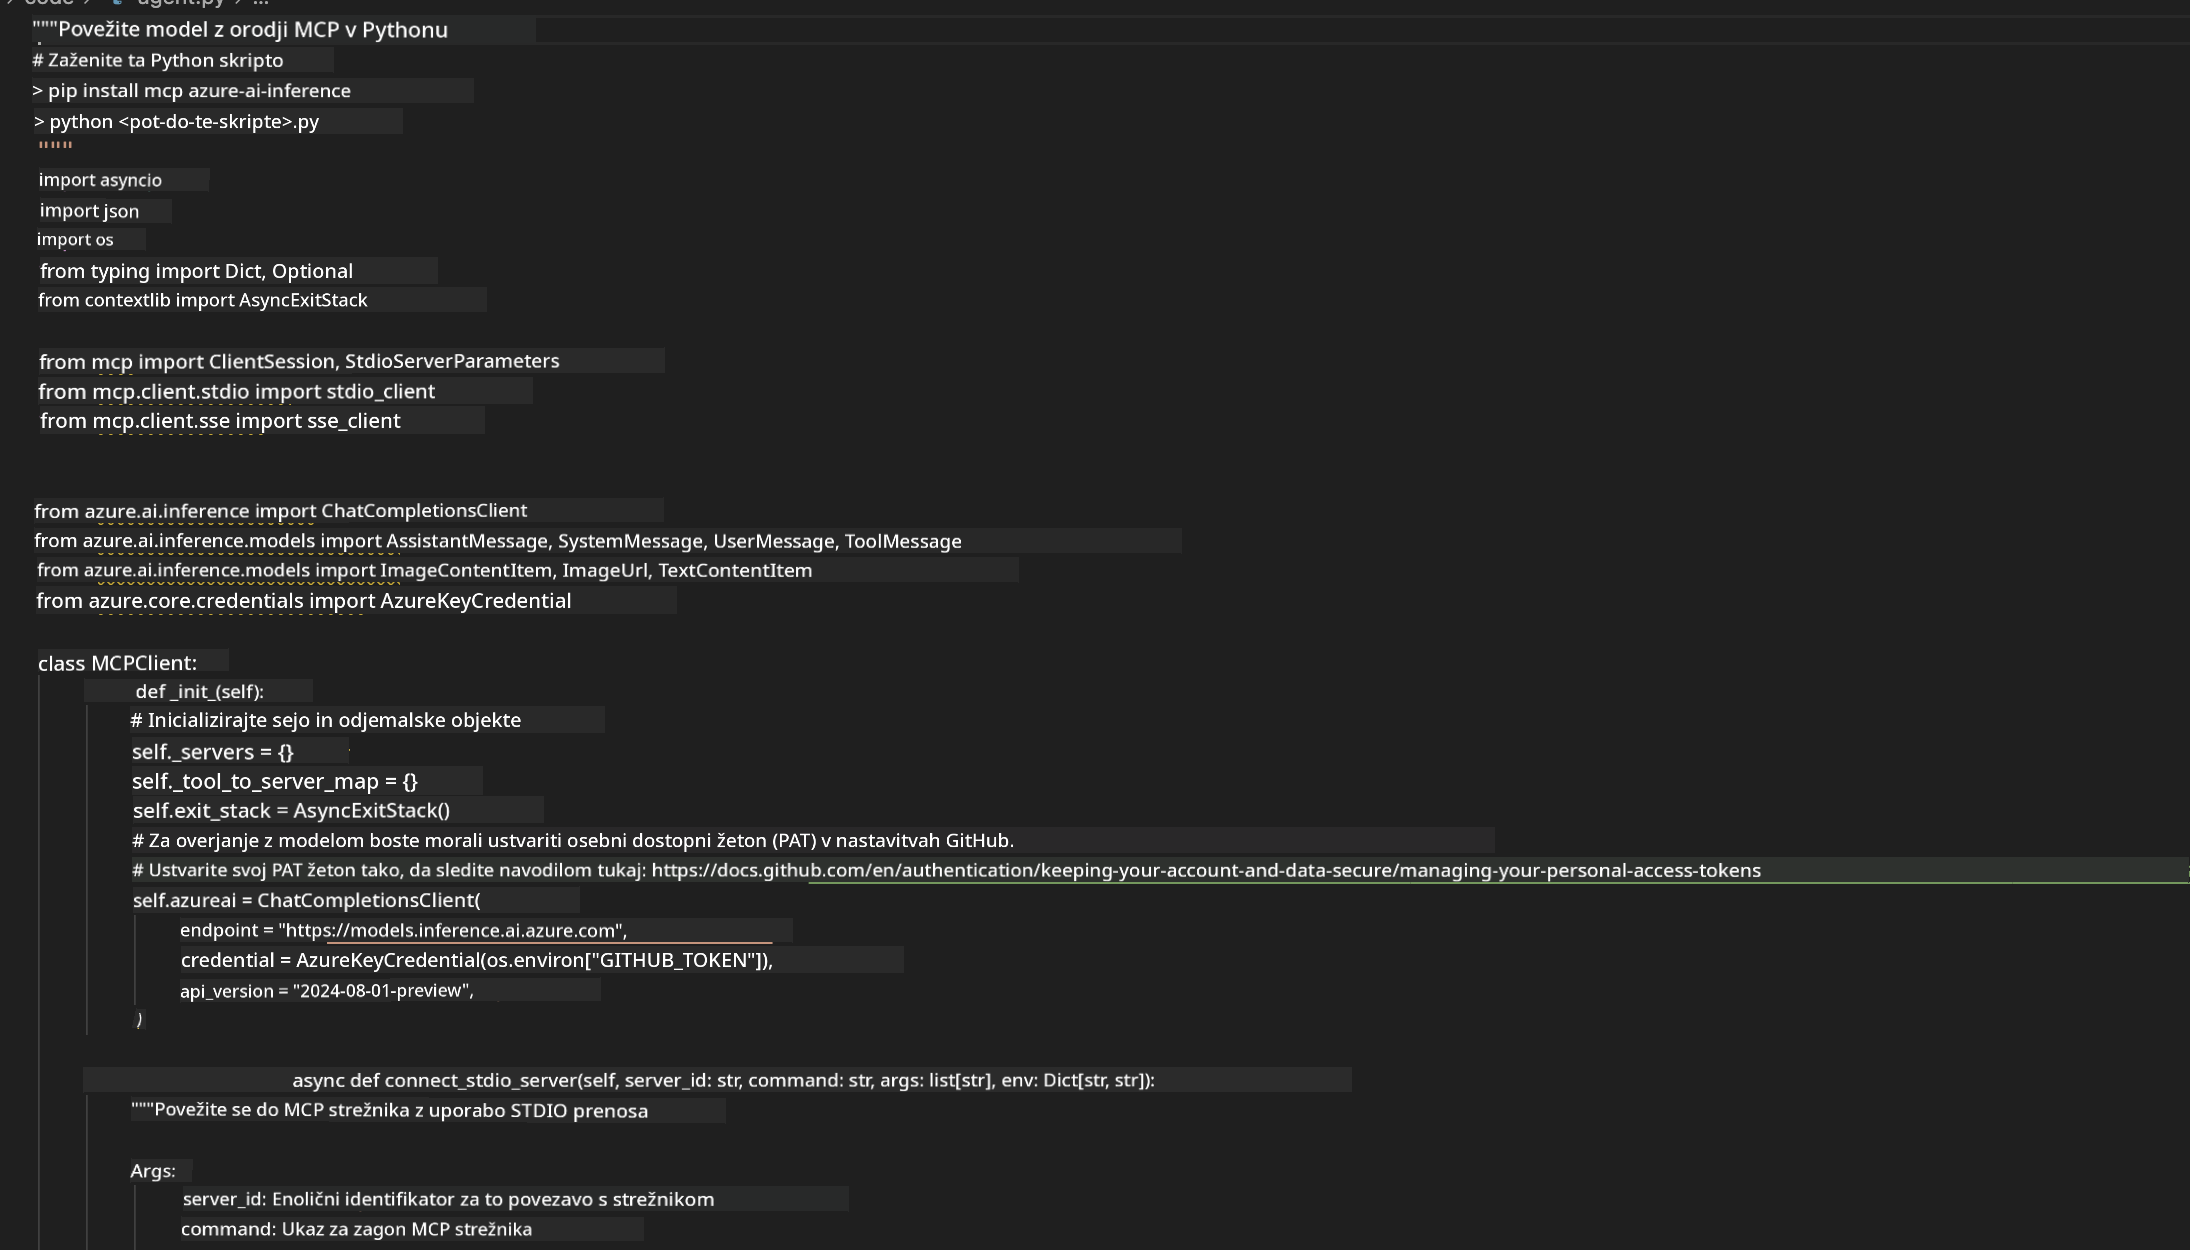 code > agent.py > ...
"""Povežite model z orodji MCP v Pythonu
# Zaženite ta Python skripto
> pip install mcp azure-ai-inference
> python <pot-do-te-skripte>.py
"""
import asyncio
import json
import os
from typing import Dict, Optional
from contextlib import AsyncExitStack
from mcp import ClientSession, StdioServerParameters
from mcp.client.stdio import stdio_client
from mcp.client.sse import sse_client
from azure.ai.inference import ChatCompletionsClient
from azure.ai.inference.models import AssistantMessage, SystemMessage, UserMessage, ToolMessage
from azure.ai.inference.models import ImageContentItem, ImageUrl, TextContentItem
from azure.core.credentials import AzureKeyCredential
class MCPClient:
def _init_(self):
# Inicializirajte sejo in odjemalske objekte
self._servers = {}
self._tool_to_server_map = {}
self.exit_stack = AsyncExitStack()
# Za overjanje z modelom boste morali ustvariti osebni dostopni žeton (PAT) v nastavitvah GitHub.
# Ustvarite svoj PAT žeton tako, da sledite navodilom tukaj: https://docs.github.com/en/authentication/keeping-your-account-and-data-secure/managing-your-personal-access-tokens
self.azureai = ChatCompletionsClient(
endpoint = "https://models.inference.ai.azure.com",
credential = AzureKeyCredential(os.environ["GITHUB_TOKEN"]),
api_version = "2024-08-01-preview",
)
async def connect_stdio_server(self, server_id: str, command: str, args: list[str], env: Dict[str, str]):
"""Povežite se do MCP strežnika z uporabo STDIO prenosa
Args:
server_id: Enolični identifikator za to povezavo s strežnikom
command: Ukaz za zagon MCP strežnika